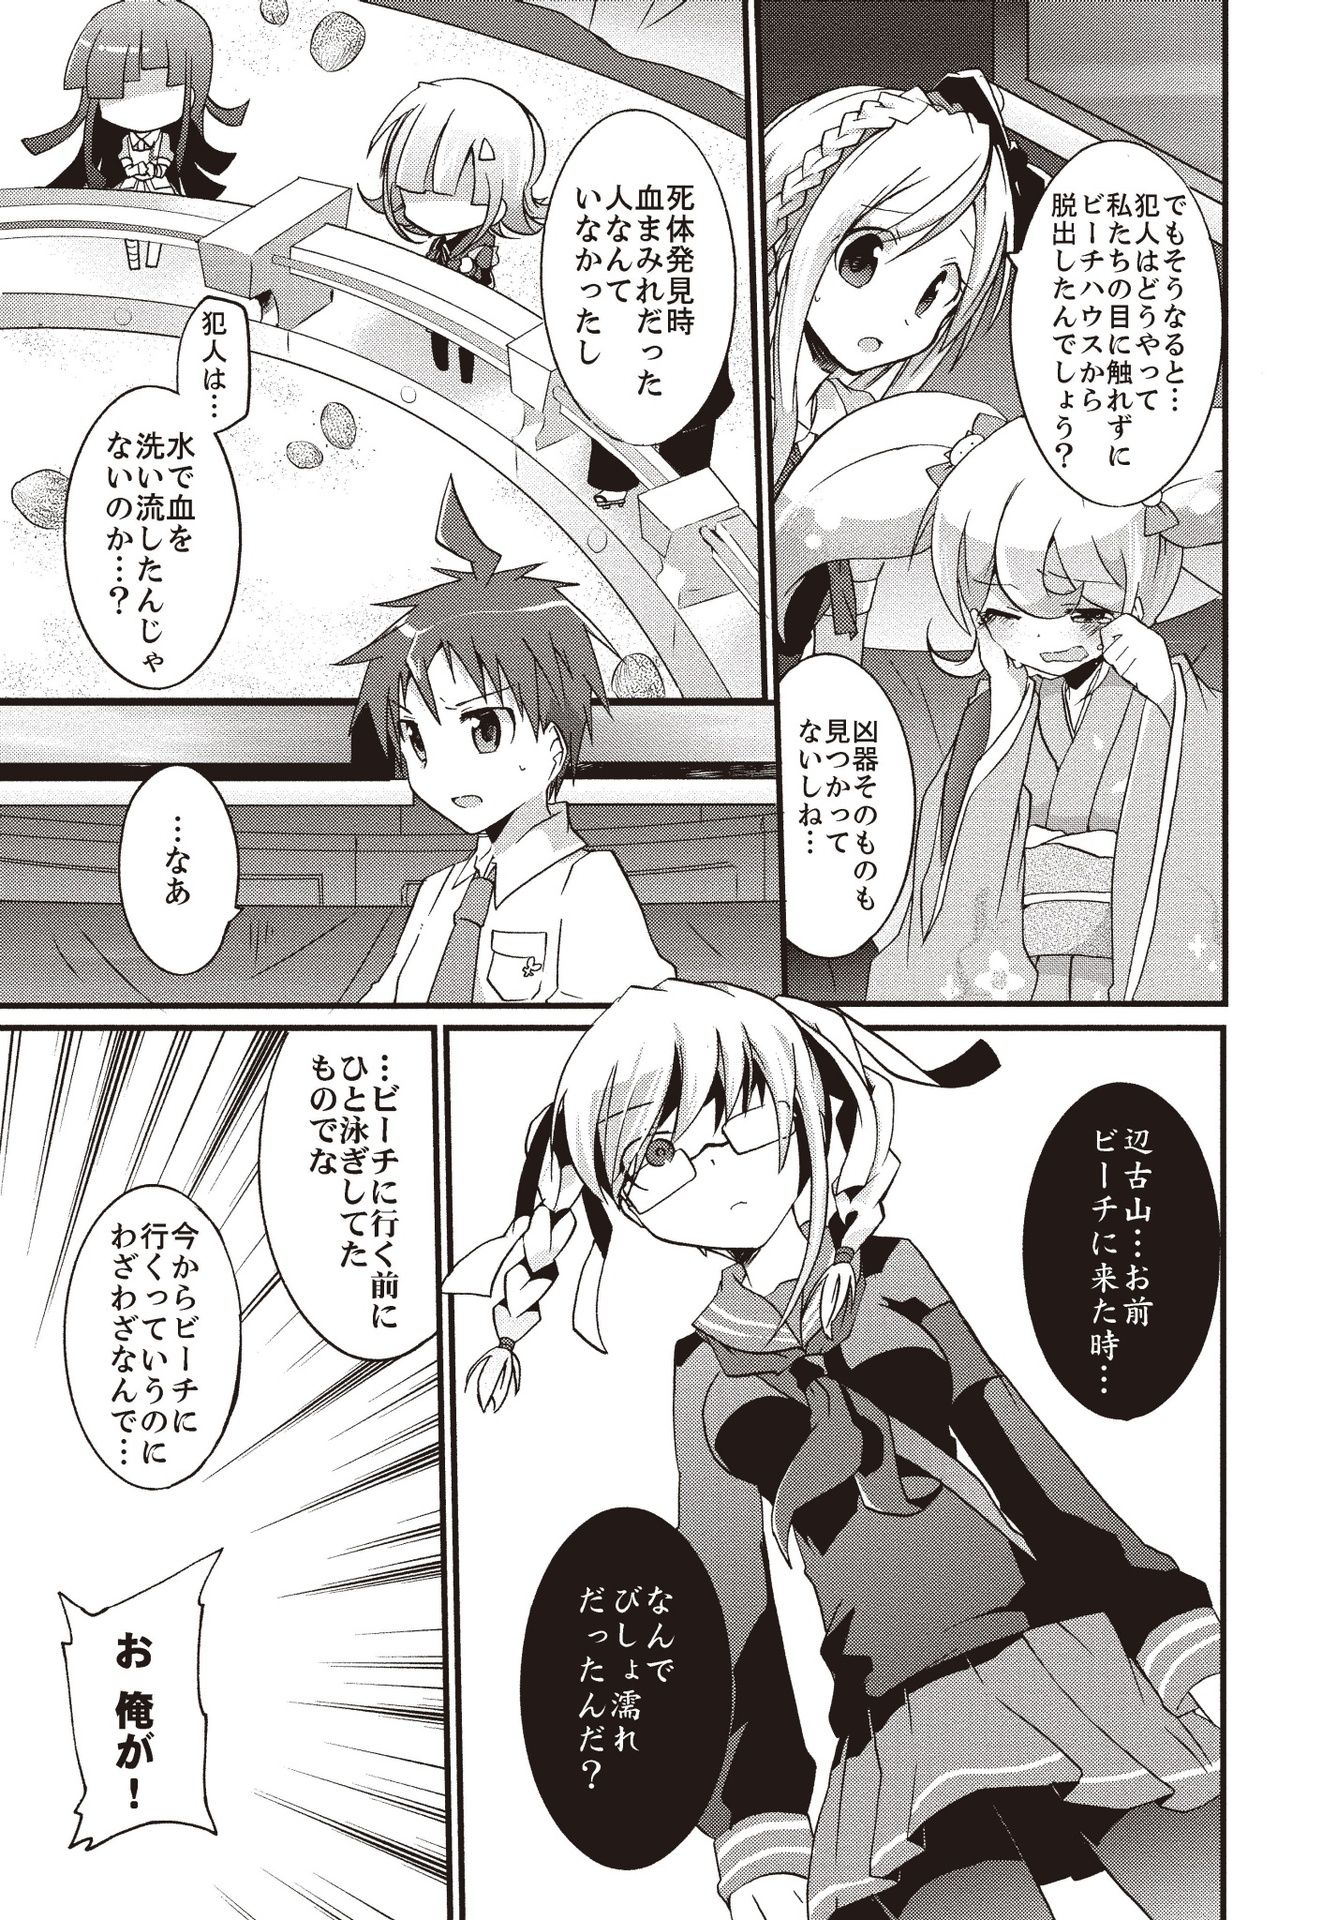 でもそうなると…
犯人はどうやって
私たちの目に触れずに
ビーチハウスから
脱出したんでしょう？
凶器そのものも
見つかって
ないしね…
死体発見時
血まみれだった
人なんて
いなかったし
犯人は…
水で血を
洗い流したんじゃ
ないのか…？
…なあ
辺古山…お前
ビーチに来た時…
なんで
びしょ濡れ
だったんだ？
…ビーチに行く前に
ひと泳ぎしてた
ものでな
今からビーチに
行くっていうのに
わざわざなんで…
お 俺が！